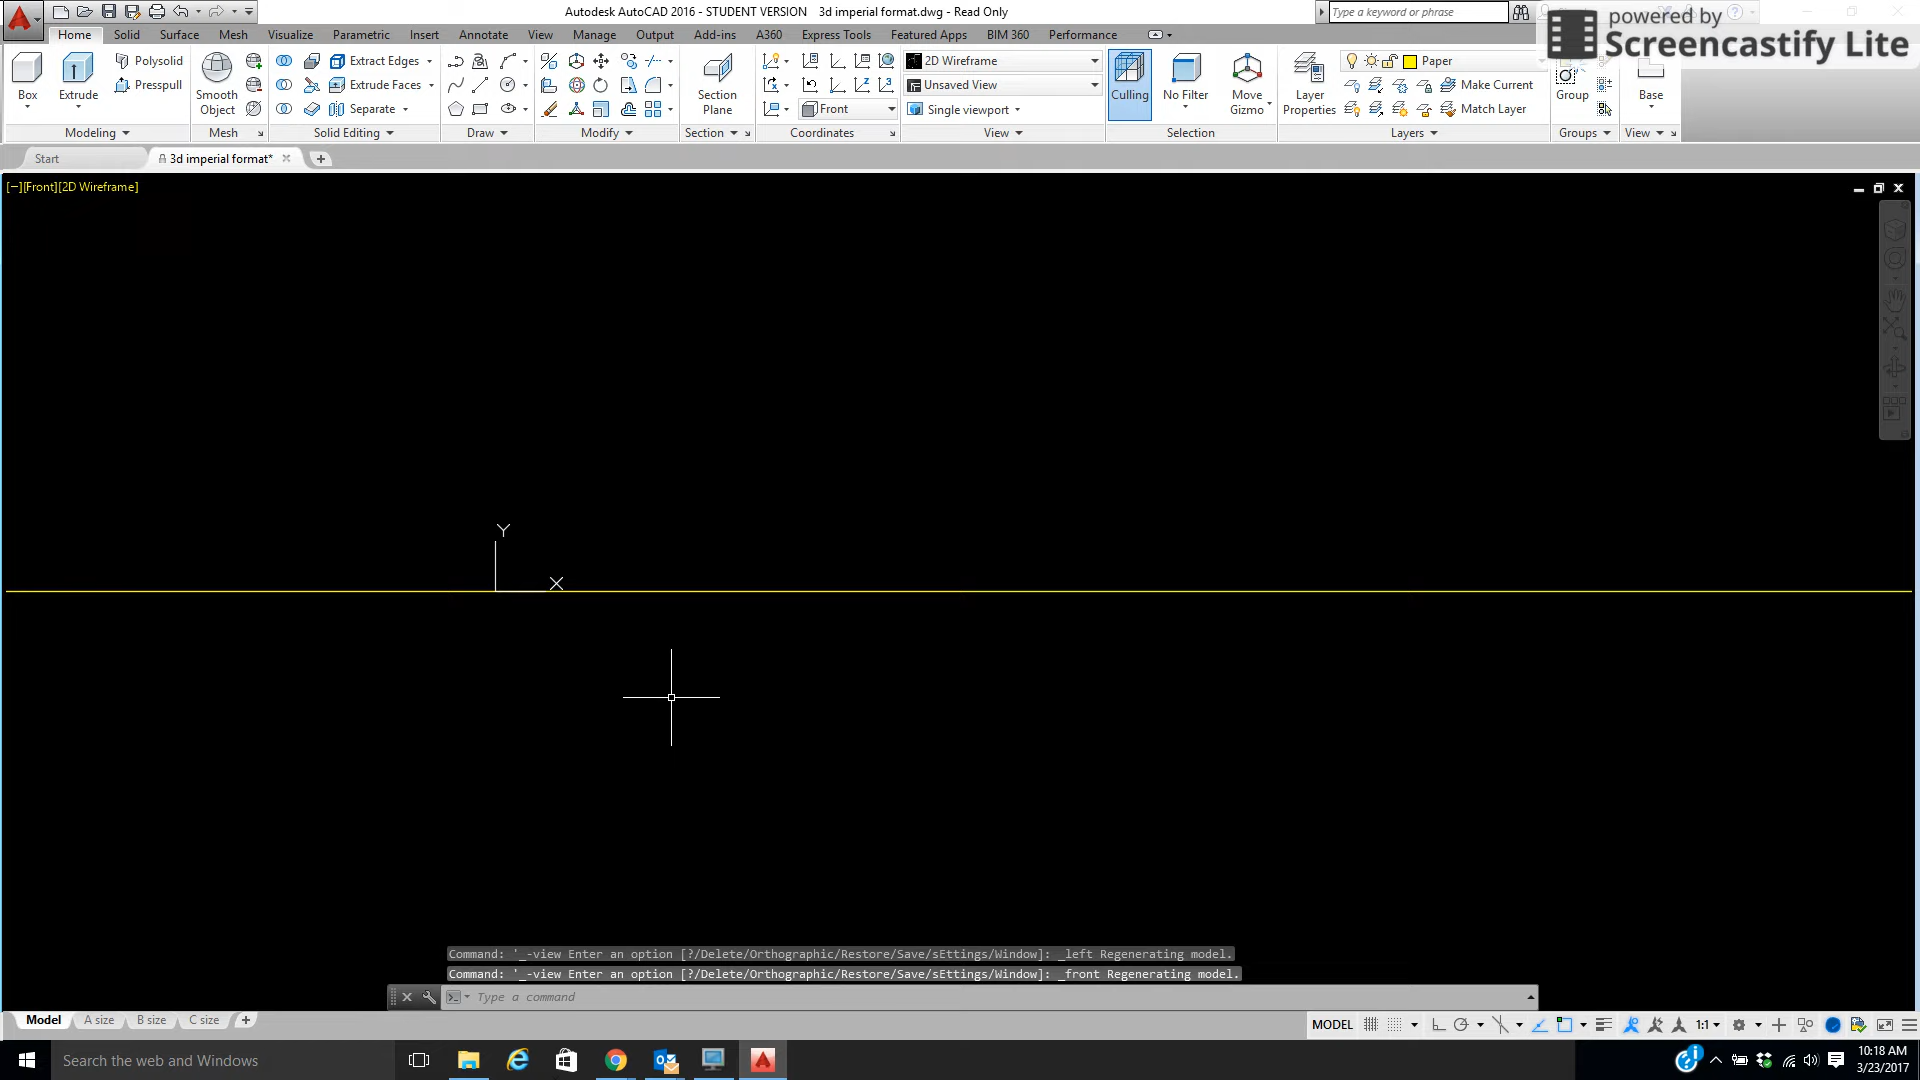 Autodesk AutoCAD 2016 - STUDENT VERSION 3d imperial format.dwg - Read Only
Type a keyword or phrase
powered by
Screencastify Lite
Home Solid Surface Mesh Visualize Parametric Insert Annotate View Manage Output Add-ins A360 Express Tools Featured Apps BIM 360 Performance
Polysolid Extract Edges 2D Wireframe Paper
Presspull Extrude Faces Unsaved View Make Current
Box Extrude Smooth Object Separate Section Plane Front Single viewport Culling No Filter Move Gizmo Layer Properties Match Layer Group Base
Modeling Mesh Solid Editing Draw Modify Section Coordinates View Selection Layers Groups View
Start 3d imperial format*
[−][Front][2D Wireframe]
Y
X
Command: '_-view Enter an option [?/Delete/Orthographic/Restore/Save/sEttings/Window]: _left Regenerating model.
Command: '_-view Enter an option [?/Delete/Orthographic/Restore/Save/sEttings/Window]: _front Regenerating model.
Type a command
Model A size B size C size
MODEL 1:1
Search the web and Windows
10:18 AM
3/23/2017